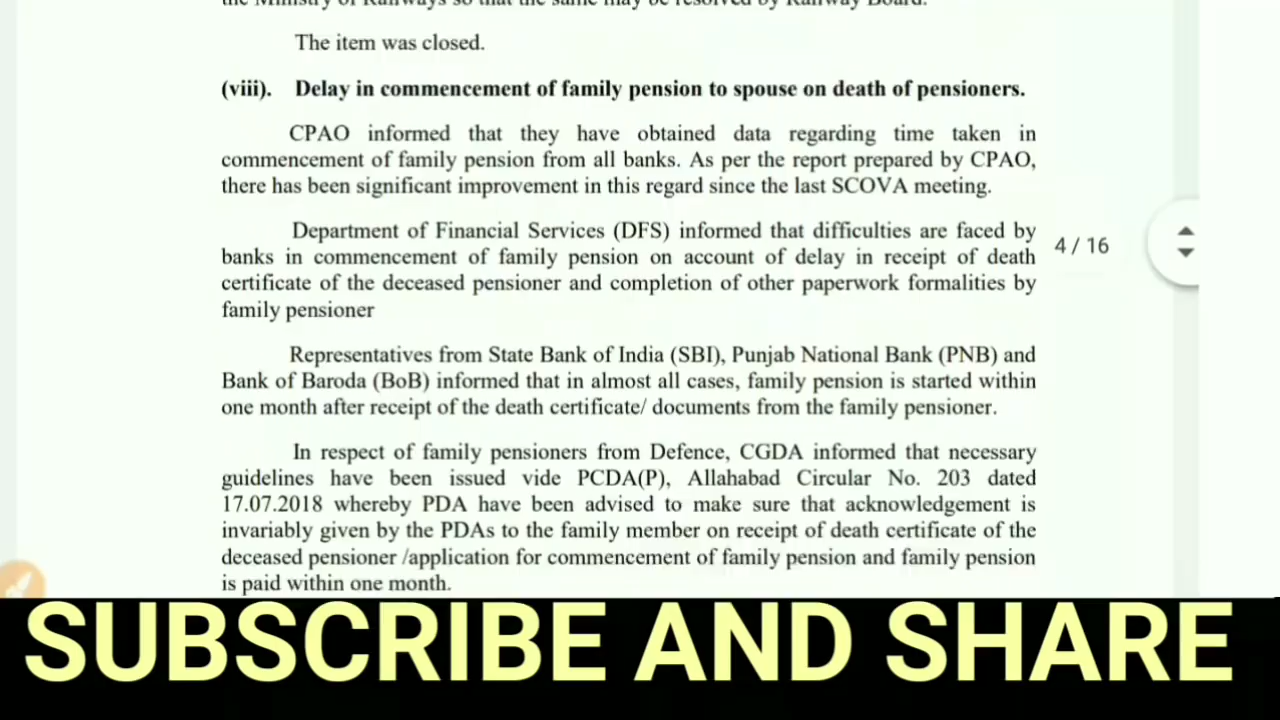 The item was closed.
(viii). Delay in commencement of family pension to spouse on death of pensioners.
CPAO informed that they have obtained data regarding time taken in
commencement of family pension from all banks. As per the report prepared by CPAO,
there has been significant improvement in this regard since the last SCOVA meeting.
Department of Financial Services (DFS) informed that difficulties are faced by
banks in commencement of family pension on account of delay in receipt of death
certificate of the deceased pensioner and completion of other paperwork formalities by
family pensioner
4 / 16
Representatives from State Bank of India (SBI), Punjab National Bank (PNB) and
Bank of Baroda (BoB) informed that in almost all cases, family pension is started within
one month after receipt of the death certificate/ documents from the family pensioner.
In respect of family pensioners from Defence, CGDA informed that necessary
guidelines have been issued vide PCDA(P), Allahabad Circular No. 203 dated
17.07.2018 whereby PDA have been advised to make sure that acknowledgement is
invariably given by the PDAs to the family member on receipt of death certificate of the
deceased pensioner /application for commencement of family pension and family pension
is paid within one month.
SUBSCRIBE AND SHARE